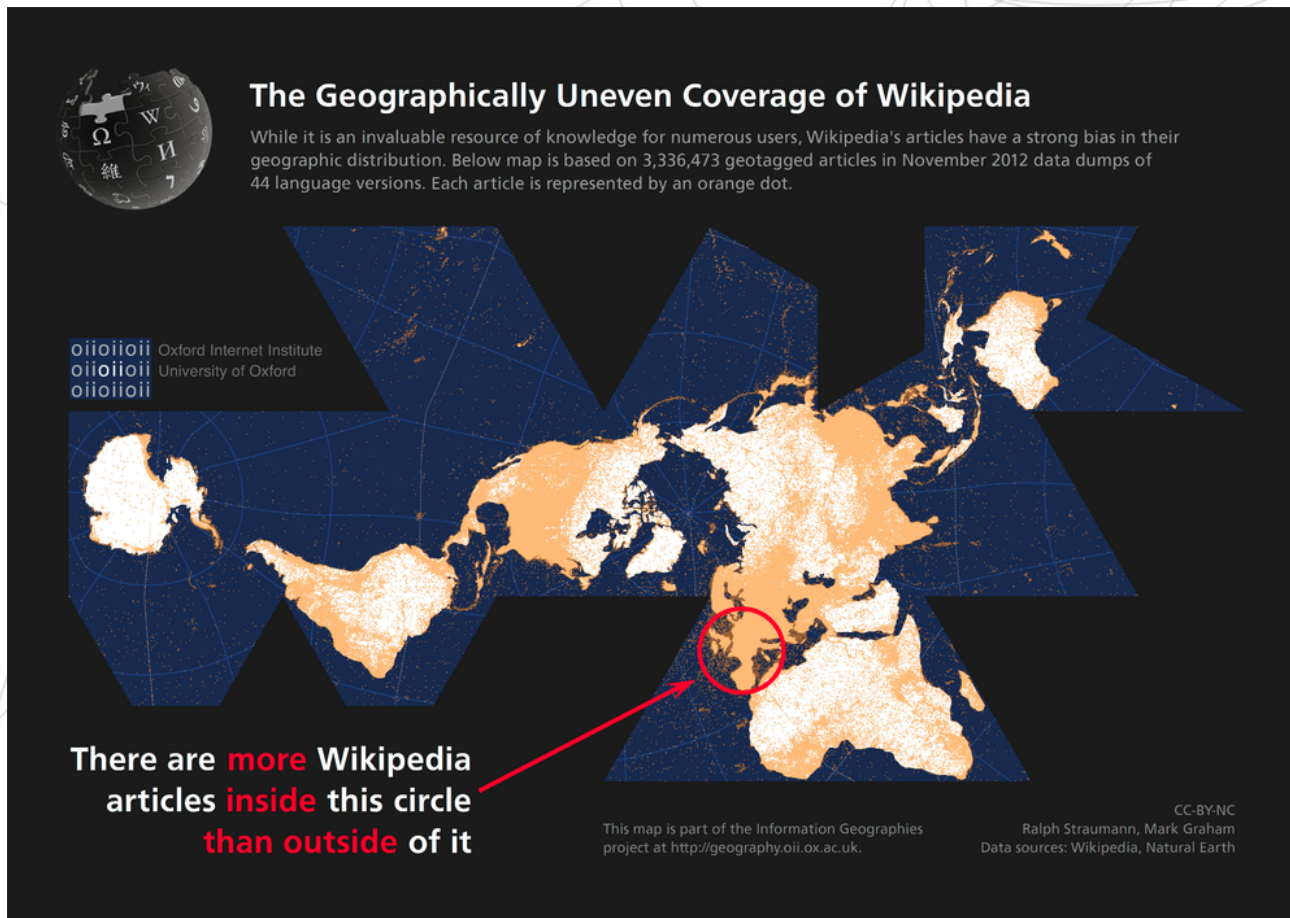 The Geographically Uneven Coverage of Wikipedia
While it is an invaluable resource of knowledge for numerous users, Wikipedia's articles have a strong bias in their
geographic distribution. Below map is based on 3,336,473 geotagged articles in November 2012 data dumps of
44 language versions. Each article is represented by an orange dot.
Ω W
維 И
oiioiioii Oxford Internet Institute
oiioiioii University of Oxford
oiioiioii
There are more Wikipedia
articles inside this circle
than outside of it
This map is part of the Information Geographies
project at http://geography.oii.ox.ac.uk.
CC-BY-NC
Ralph Straumann, Mark Graham
Data sources: Wikipedia, Natural Earth